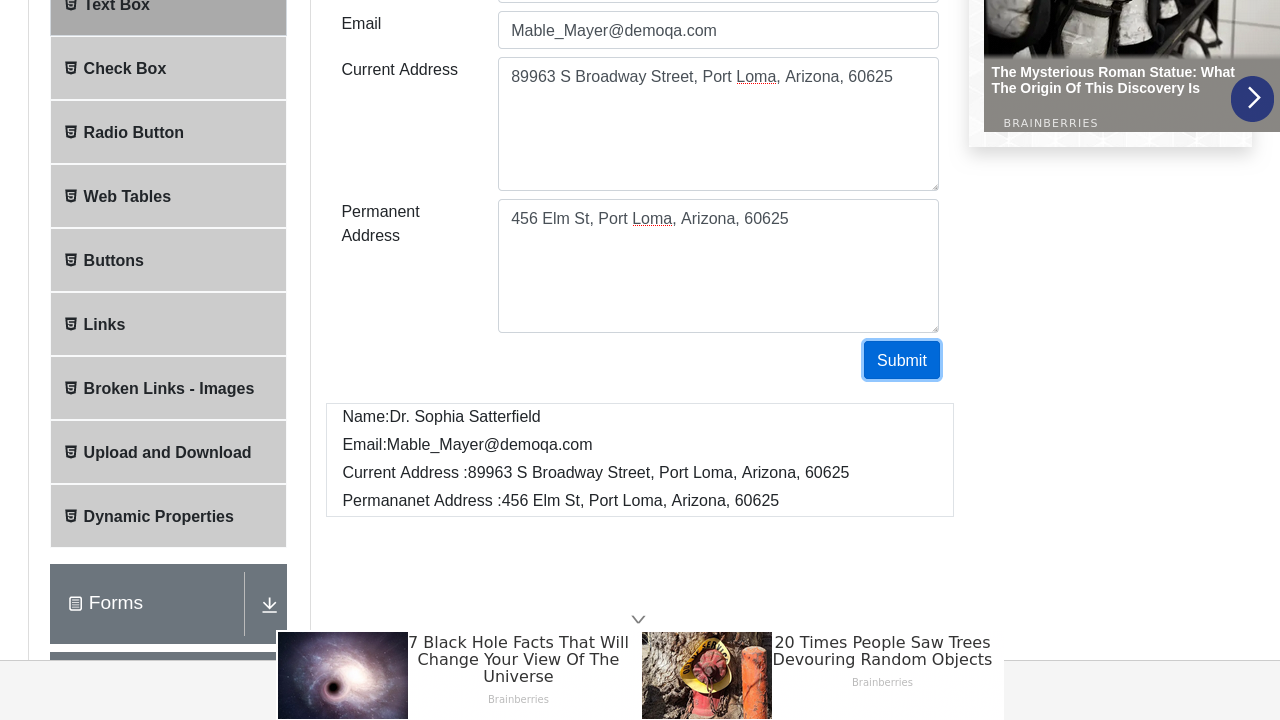 Text Box
Check Box
Radio Button
Web Tables
Buttons
Links
Broken Links - Images
Upload and Download
Dynamic Properties
Forms
Email
Mable_Mayer@demoqa.com
Current Address
89963 S Broadway Street, Port Loma, Arizona, 60625
Permanent
Address
456 Elm St, Port Loma, Arizona, 60625
Submit
Name:Dr. Sophia Satterfield
Email:Mable_Mayer@demoqa.com
Current Address :89963 S Broadway Street, Port Loma, Arizona, 60625
Permananet Address :456 Elm St, Port Loma, Arizona, 60625
The Mysterious Roman Statue: What
The Origin Of This Discovery Is
BRAINBERRIES
7 Black Hole Facts That Will
Change Your View Of The
Universe
Brainberries
20 Times People Saw Trees
Devouring Random Objects
Brainberries